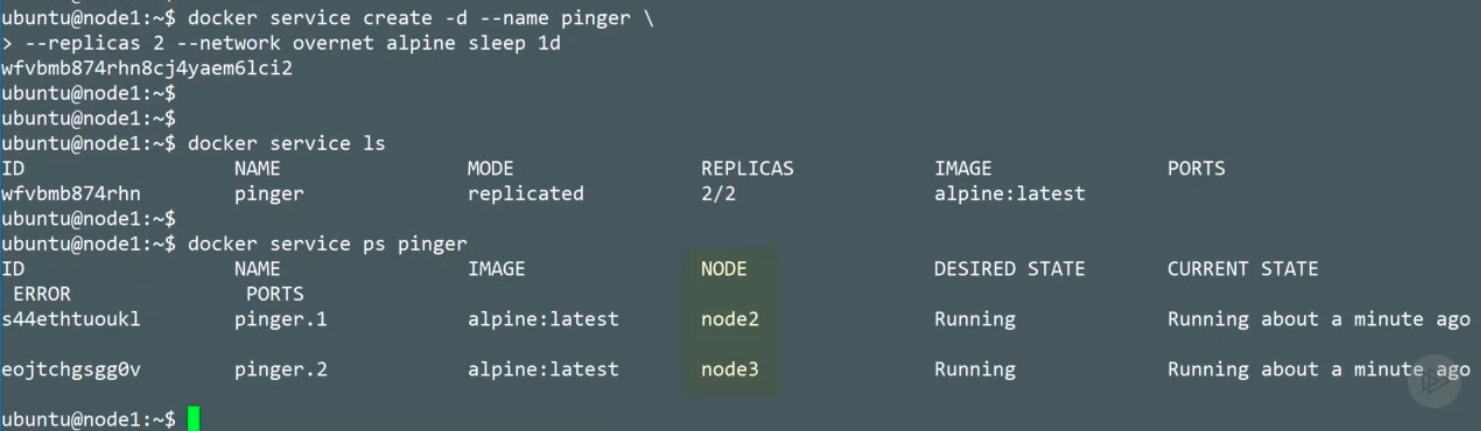 ubuntu@node1:~$ docker service create -d --name pinger \
> --replicas 2 --network overnet alpine sleep 1d
wfvbmb874rhn8cj4yaem6lci2
ubuntu@node1:~$
ubuntu@node1:~$
ubuntu@node1:~$ docker service ls
ID NAME MODE REPLICAS IMAGE PORTS
wfvbmb874rhn pinger replicated 2/2 alpine:latest
ubuntu@node1:~$
ubuntu@node1:~$ docker service ps pinger
ID NAME IMAGE NODE DESIRED STATE CURRENT STATE
ERROR PORTS
s44ethtuoukl pinger.1 alpine:latest node2 Running Running about a minute ago
eojtchgsgg0v pinger.2 alpine:latest node3 Running Running about a minute ago
ubuntu@node1:~$